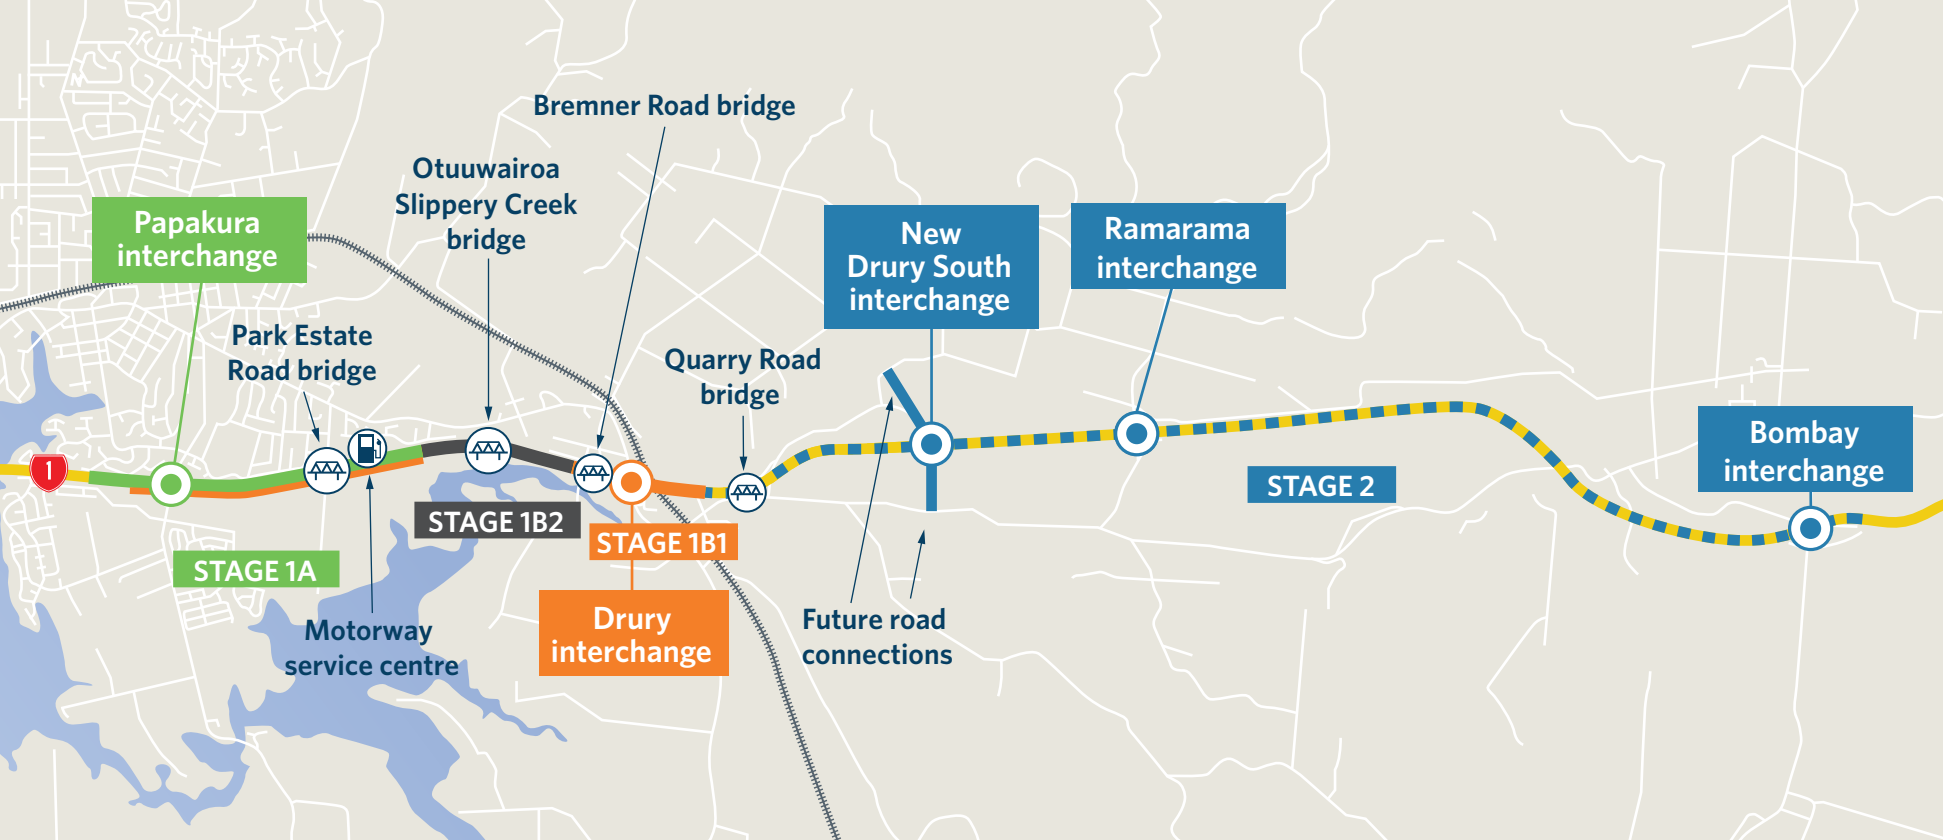 Bremner Road bridge
Otuuwairoa
Slippery Creek
bridge
Papakura
interchange
New
Drury South
interchange
Ramarama
interchange
Park Estate
Road bridge
Quarry Road
bridge
Bombay
interchange
1
STAGE 2
STAGE 1B2
STAGE 1B1
STAGE 1A
Drury
interchange
Motorway
service centre
Future road
connections